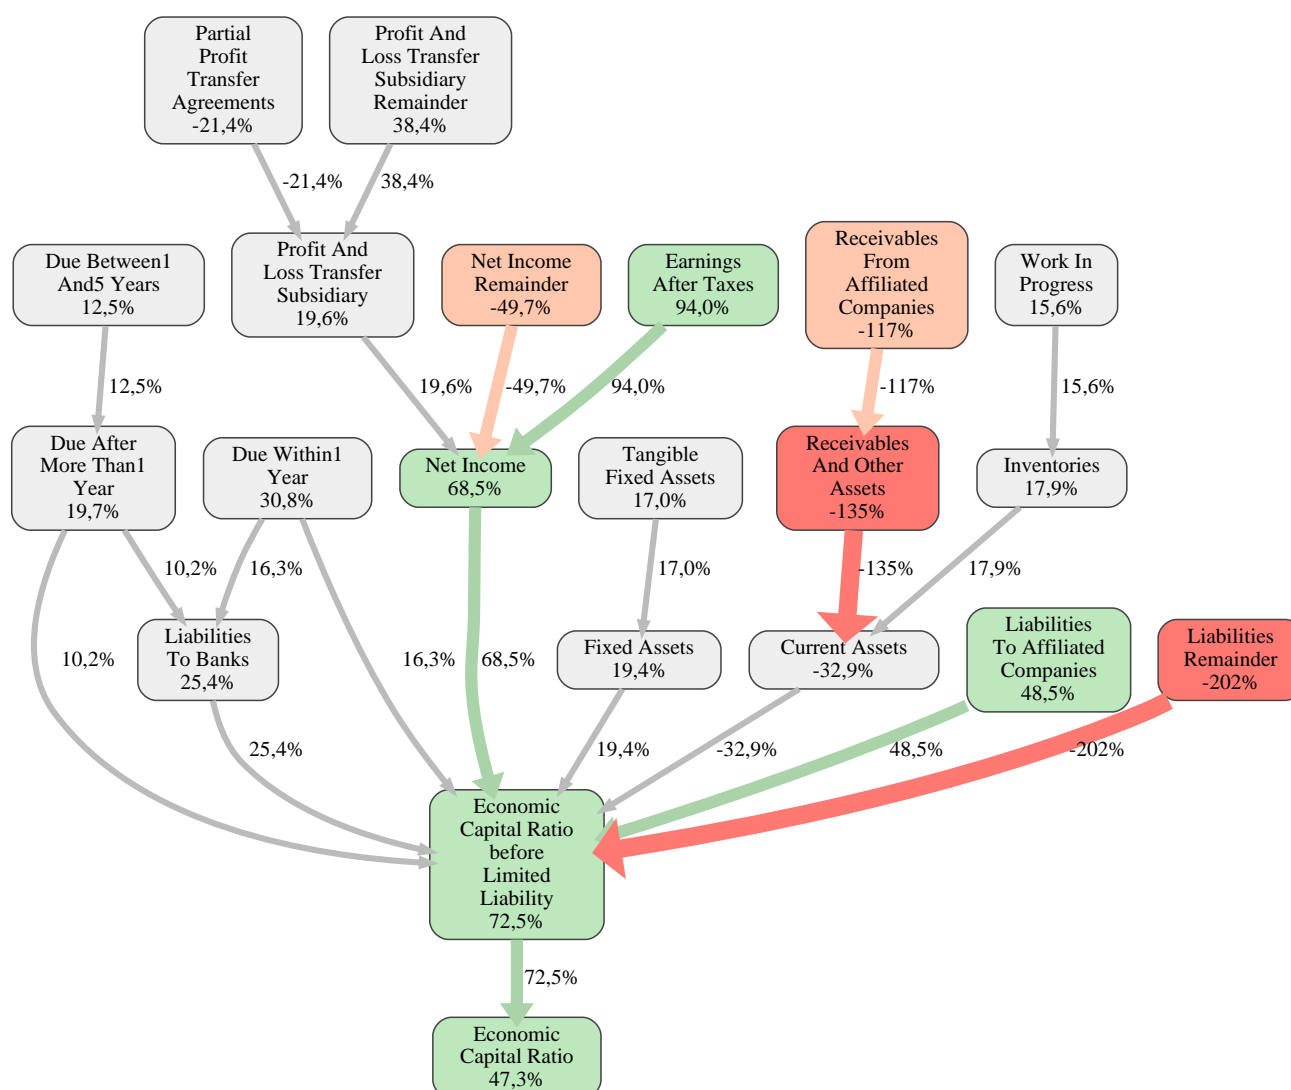 Partial
Profit
Transfer
Agreements
-21,4%
Profit And
Loss Transfer
Subsidiary
Remainder
38,4%
-21,4%
38,4%
Due Between1
And5 Years
12,5%
Profit And
Loss Transfer
Subsidiary
19,6%
Net Income
Remainder
-49,7%
Earnings
After Taxes
94,0%
Receivables
From
Affiliated
Companies
-117%
Work In
Progress
15,6%
12,5%
19,6%
-49,7%
94,0%
-117%
15,6%
Due After
More Than1
Year
19,7%
Due Within1
Year
30,8%
Net Income
68,5%
Tangible
Fixed Assets
17,0%
Receivables
And Other
Assets
-135%
Inventories
17,9%
10,2%
16,3%
17,0%
-135%
17,9%
Liabilities
To Banks
25,4%
10,2%
16,3%
68,5%
Fixed Assets
19,4%
Current Assets
-32,9%
Liabilities
To Affiliated
Companies
48,5%
Liabilities
Remainder
-202%
25,4%
19,4%
-32,9%
48,5%
-202%
Economic
Capital Ratio
before
Limited
Liability
72,5%
72,5%
Economic
Capital Ratio
47,3%